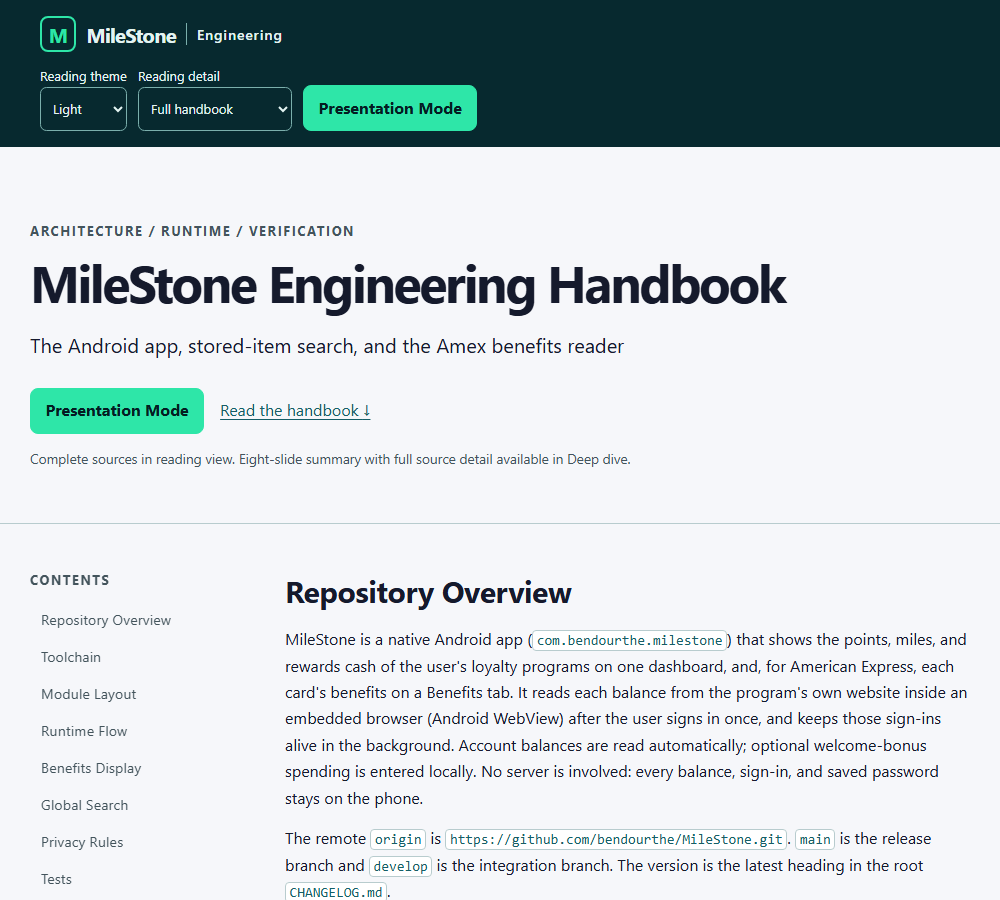 M MileStone | Engineering
Reading theme Reading detail
Light Full handbook Presentation Mode
ARCHITECTURE / RUNTIME / VERIFICATION
MileStone Engineering Handbook
The Android app, stored-item search, and the Amex benefits reader
Presentation Mode Read the handbook ↓
Complete sources in reading view. Eight-slide summary with full source detail available in Deep dive.
CONTENTS
Repository Overview
Toolchain
Module Layout
Runtime Flow
Benefits Display
Global Search
Privacy Rules
Tests
Repository Overview
MileStone is a native Android app (com.bendourthe.milestone) that shows the points, miles, and
rewards cash of the user's loyalty programs on one dashboard, and, for American Express, each
card's benefits on a Benefits tab. It reads each balance from the program's own website inside an
embedded browser (Android WebView) after the user signs in once, and keeps those sign-ins
alive in the background. Account balances are read automatically; optional welcome-bonus
spending is entered locally. No server is involved: every balance, sign-in, and saved password
stays on the phone.
The remote origin is https://github.com/bendourthe/MileStone.git. main is the release
branch and develop is the integration branch. The version is the latest heading in the root
CHANGELOG.md.